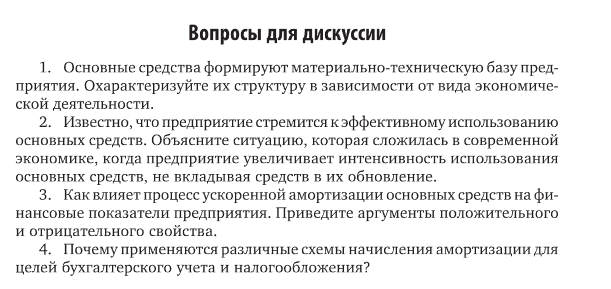 Вопросы для дискуссии
1. Основные средства формируют материально-техническую базу пред-
приятия. Охарактеризуйте их структуру в зависимости от вида экономиче-
ской деятельности.
2. Известно, что предприятие стремится к эффективному использованию
основных средств. Объясните ситуацию, которая сложилась в современной
экономике, когда предприятие увеличивает интенсивность использования
основных средств, не вкладывая средств в их обновление.
3. Как влияет процесс ускоренной амортизации основных средств на фи-
нансовые показатели предприятия. Приведите аргументы положительного
и отрицательного свойства.
4. Почему применяются различные схемы начисления амортизации для
целей бухгалтерского учета и налогообложения?